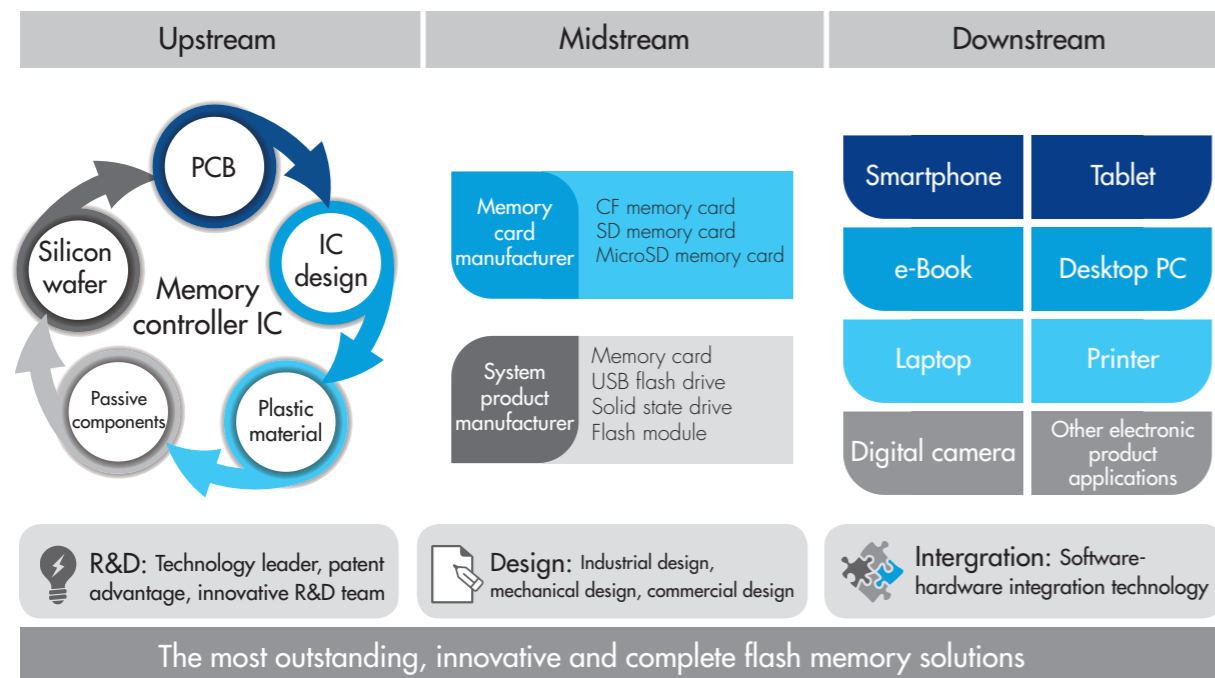 Upstream
Midstream
Downstream
PCB
IC
design
Plastic
material
Passive
components
Silicon
wafer
Memory
controller IC
Memory
card
manufacturer
CF memory card
SD memory card
MicroSD memory card
System
product
manufacturer
Memory card
USB flash drive
Solid state drive
Flash module
Smartphone
Tablet
e-Book
Desktop PC
Laptop
Printer
Digital camera
Other electronic
product
applications
R&D: Technology leader, patent
advantage, innovative R&D team
Design: Industrial design,
mechanical design, commercial design
Intergration: Software-
hardware integration technology
The most outstanding, innovative and complete flash memory solutions